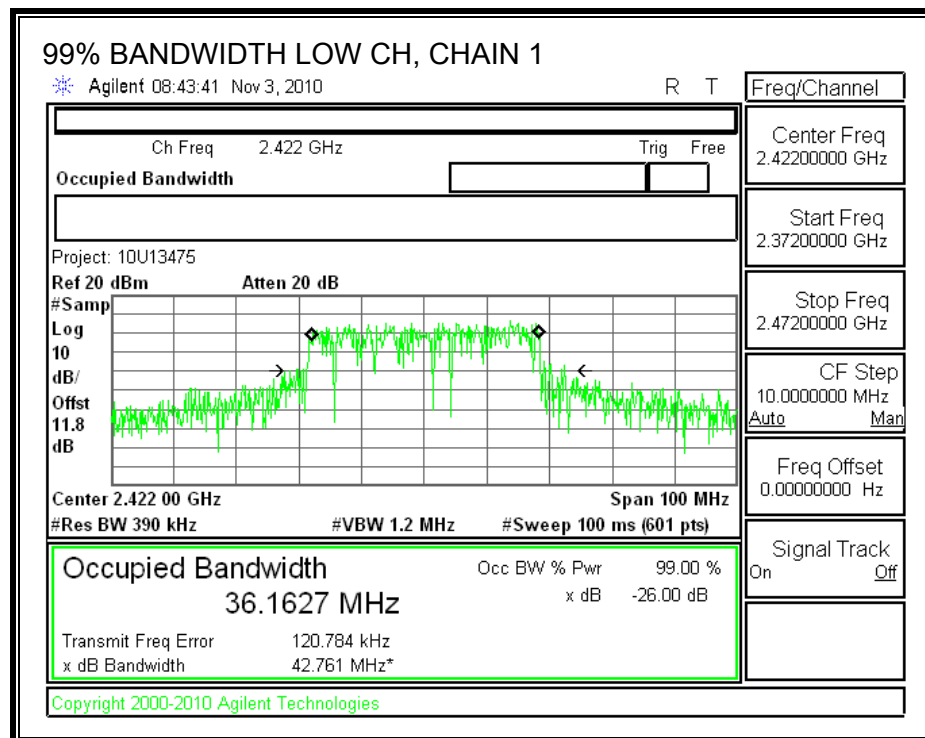 99% BANDWIDTH LOW CH, CHAIN 1
Agilent 08:43:41 Nov 3, 2010 R T
Freq/Channel
Ch Freq 2.422 GHz Trig Free
Occupied Bandwidth
Center Freq
2.42200000 GHz
Start Freq
2.37200000 GHz
Stop Freq
2.47200000 GHz
CF Step
10.0000000 MHz
Auto Man
Freq Offset
0.00000000 Hz
Signal Track
On Off
Project: 10U13475
Ref 20 dBm Atten 20 dB
#Samp
Log
10
dB/
Offst
11.8
dB
Center 2.422 00 GHz Span 100 MHz
#Res BW 390 kHz #VBW 1.2 MHz #Sweep 100 ms (601 pts)
Occupied Bandwidth
36.1627 MHz
Occ BW % Pwr 99.00 %
x dB -26.00 dB
Transmit Freq Error 120.784 kHz
x dB Bandwidth 42.761 MHz*
Copyright 2000-2010 Agilent Technologies